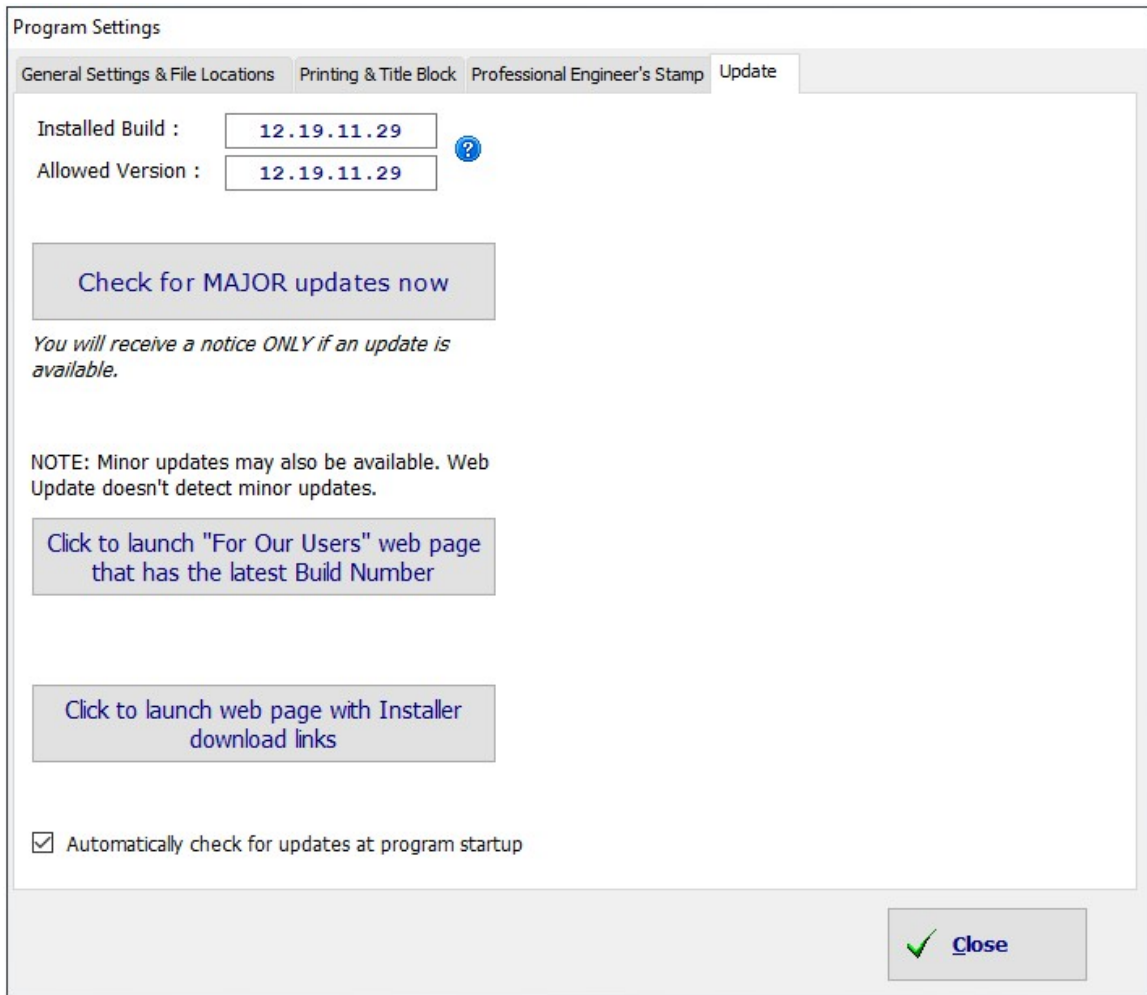 Program Settings
General Settings & File Locations Printing & Title Block Professional Engineer's Stamp Update
Installed Build : 12.19.11.29
?
Allowed Version : 12.19.11.29
Check for MAJOR updates now
You will receive a notice ONLY if an update is
available.
NOTE: Minor updates may also be available. Web
Update doesn't detect minor updates.
Click to launch "For Our Users" web page
that has the latest Build Number
Click to launch web page with Installer
download links
Automatically check for updates at program startup
Close